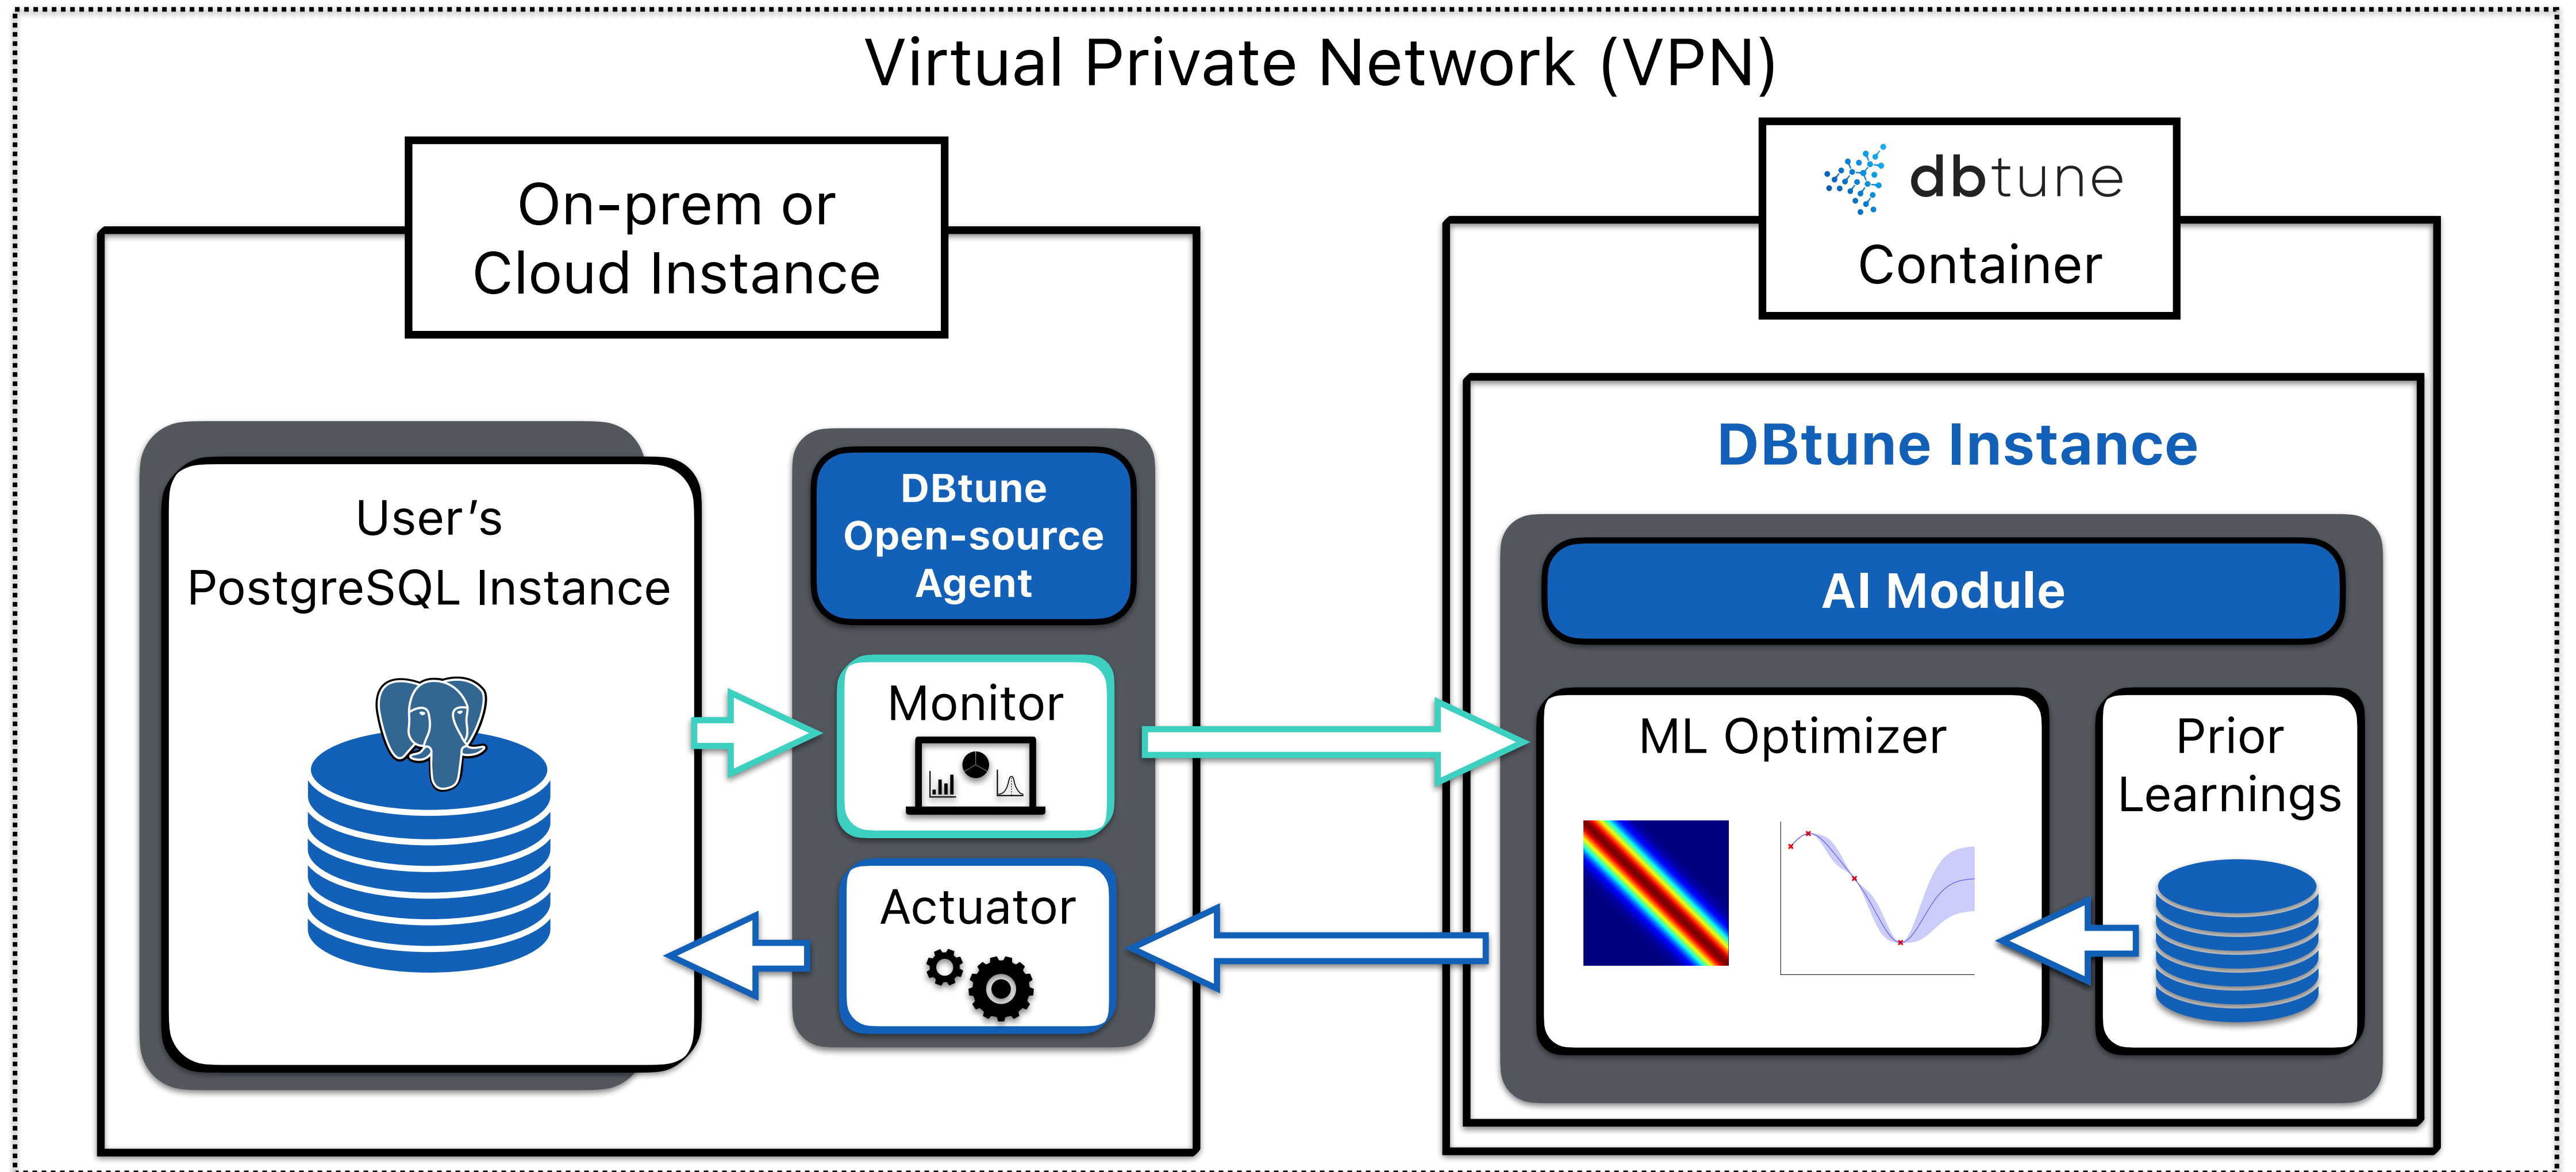 Virtual Private Network (VPN)
On-prem or
Cloud Instance
dbtune
Container
User’s
PostgreSQL Instance
DBtune
Open-source
Agent
Monitor
Actuator
DBtune Instance
AI Module
ML Optimizer
Prior
Learnings